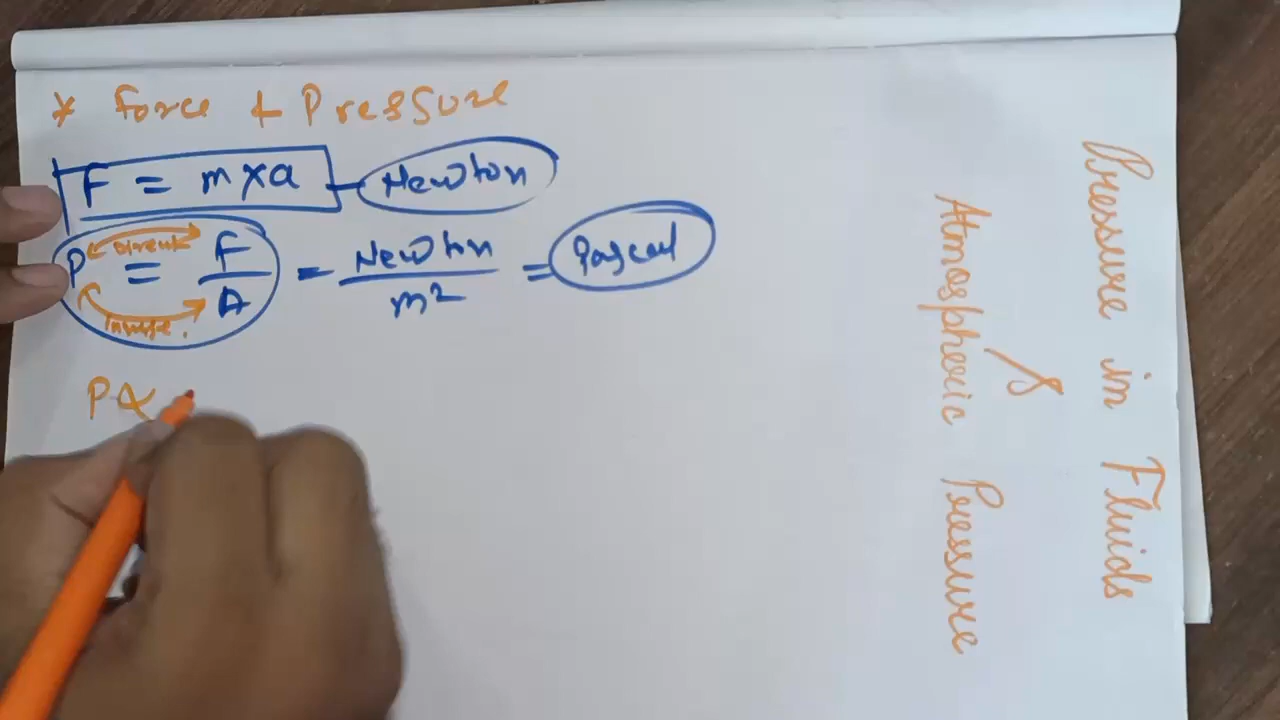 * Force & Pressure
F = m×a - Newton
P = F/A = Newton/m² = Pascal
Direct
Inverse.
P ∝
Pressure in Fluids
&
Atmospheric Pressure